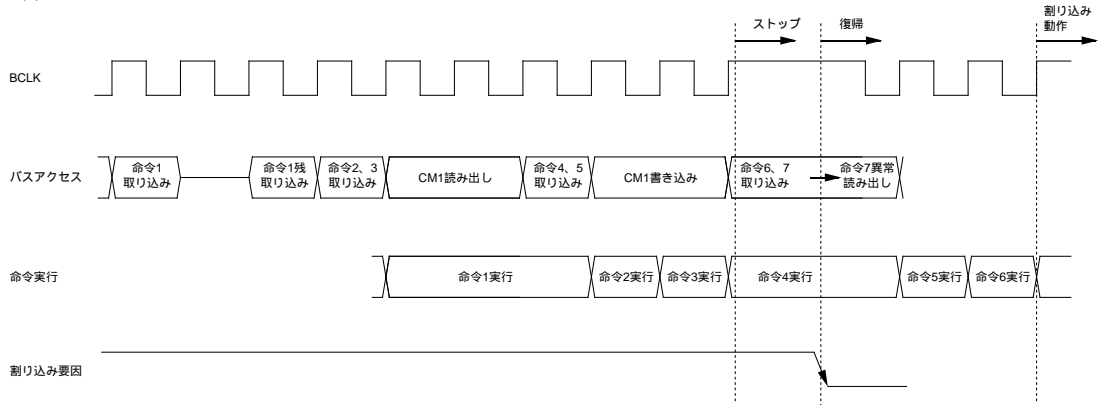 ストップ
復帰
割り込み
動作
BCLK
バスアクセス
命令1
取り込み
命令1残
取り込み
命令2、3
取り込み
CM1読み出し
命令4、5
取り込み
CM1書き込み
命令6、7
取り込み
命令7異常
読み出し
命令実行
命令1実行
命令2実行
命令3実行
命令4実行
命令5実行
命令6実行
割り込み要因